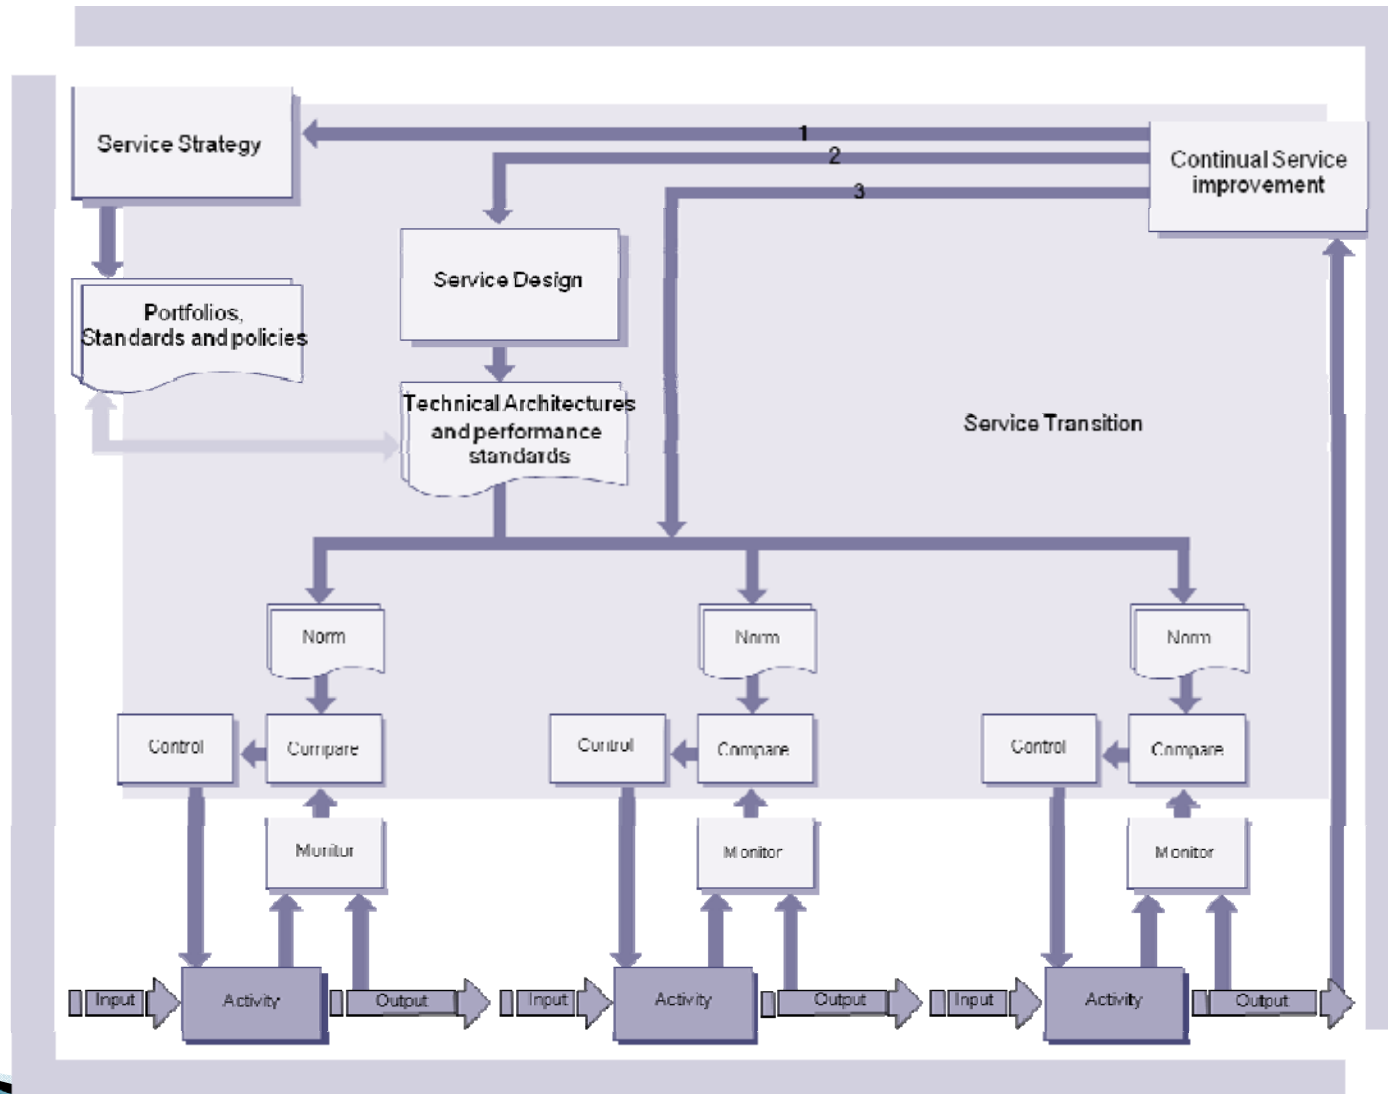 Service Strategy
1
2
3
Continual Service
improvement
Service Design
Portfolios,
Standards and policies
Technical Architectures
and performance
standards
Service Transition
Norm
Norm
Norm
Control
Compare
Control
Compare
Control
Compare
Monitor
Monitor
Monitor
Input
Activity
Output
Input
Activity
Output
Input
Activity
Output